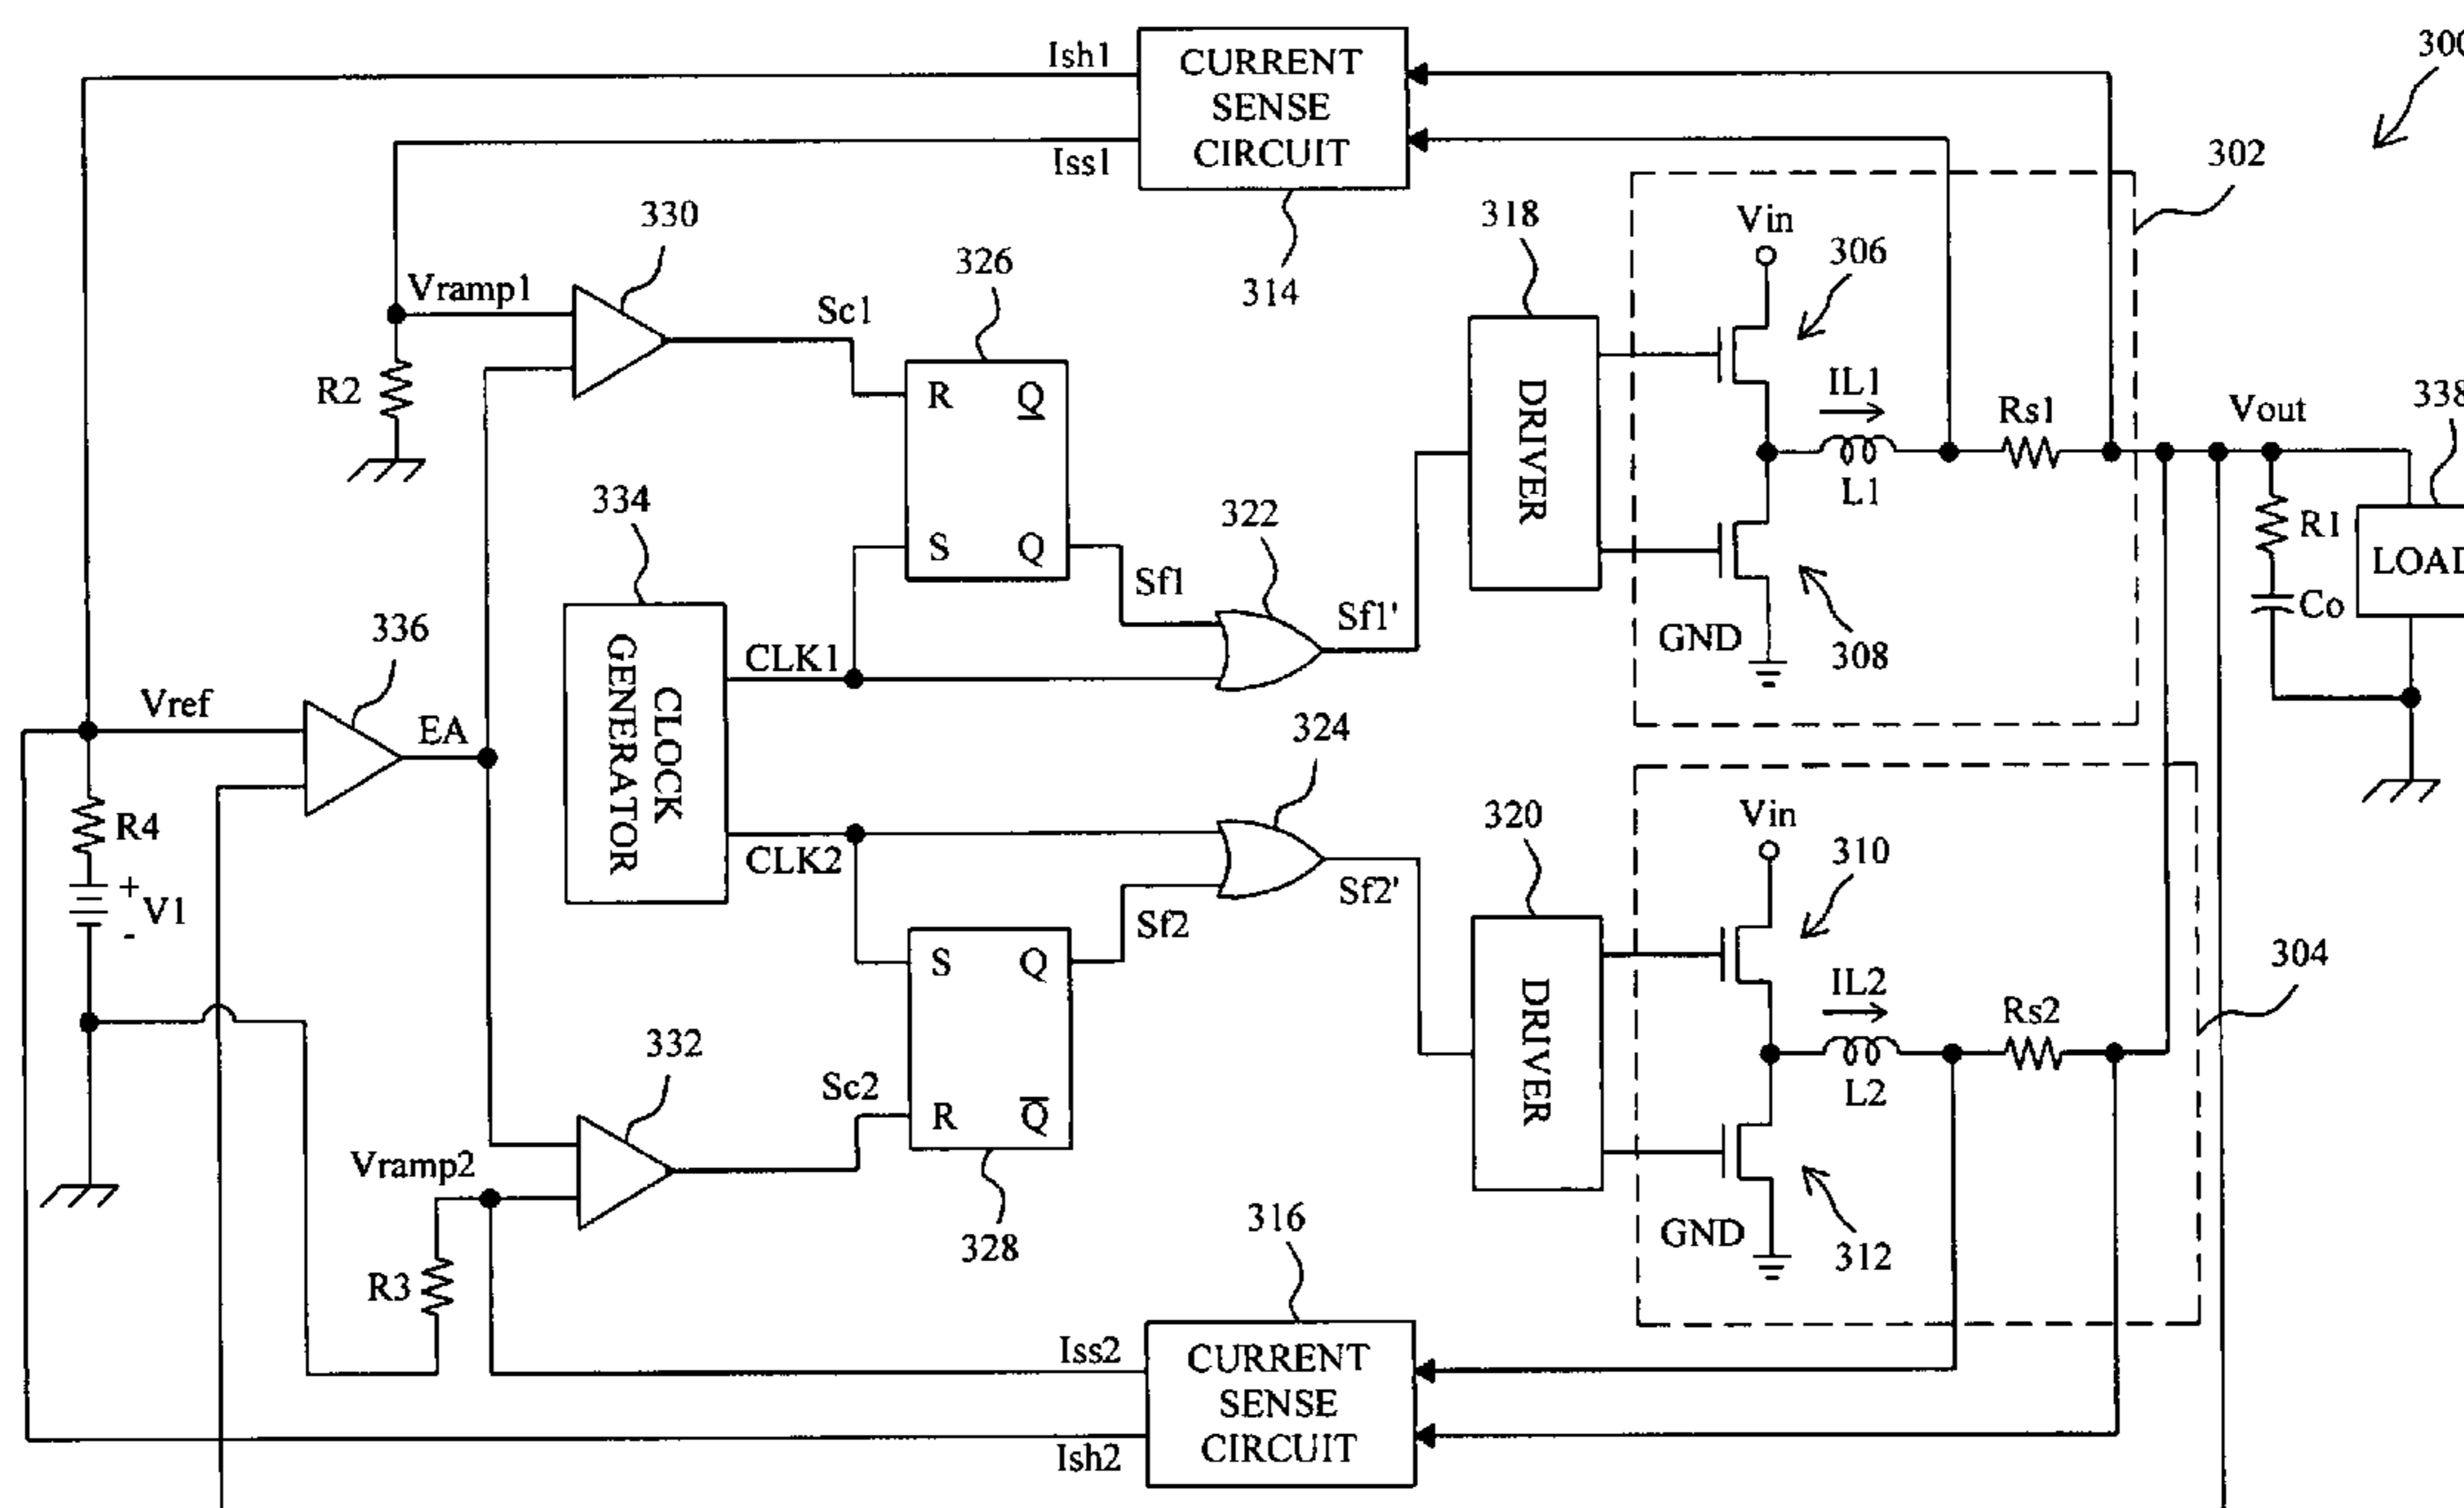 Ish1
CURRENT
SENSE
CIRCUIT
Iss1
314
302
330
Vramp1
326
Sc1
318
Vin
306
R2
R
Q
S
Q
DRIVER
IL1
Rs1
L1
Vout
338
R1
Co
334
322
Sf1
Sf1'
GND
308
336
CLOCK
GENERATOR
CLK1
Vref
EA
324
R4
+
V1
-
CLK2
320
Sf2'
Sf2
Vin
310
S
Q
R
Q
DRIVER
IL2
Rs2
L2
304
332
Sc2
Vramp2
328
R3
316
GND
312
Iss2
CURRENT
SENSE
CIRCUIT
Ish2